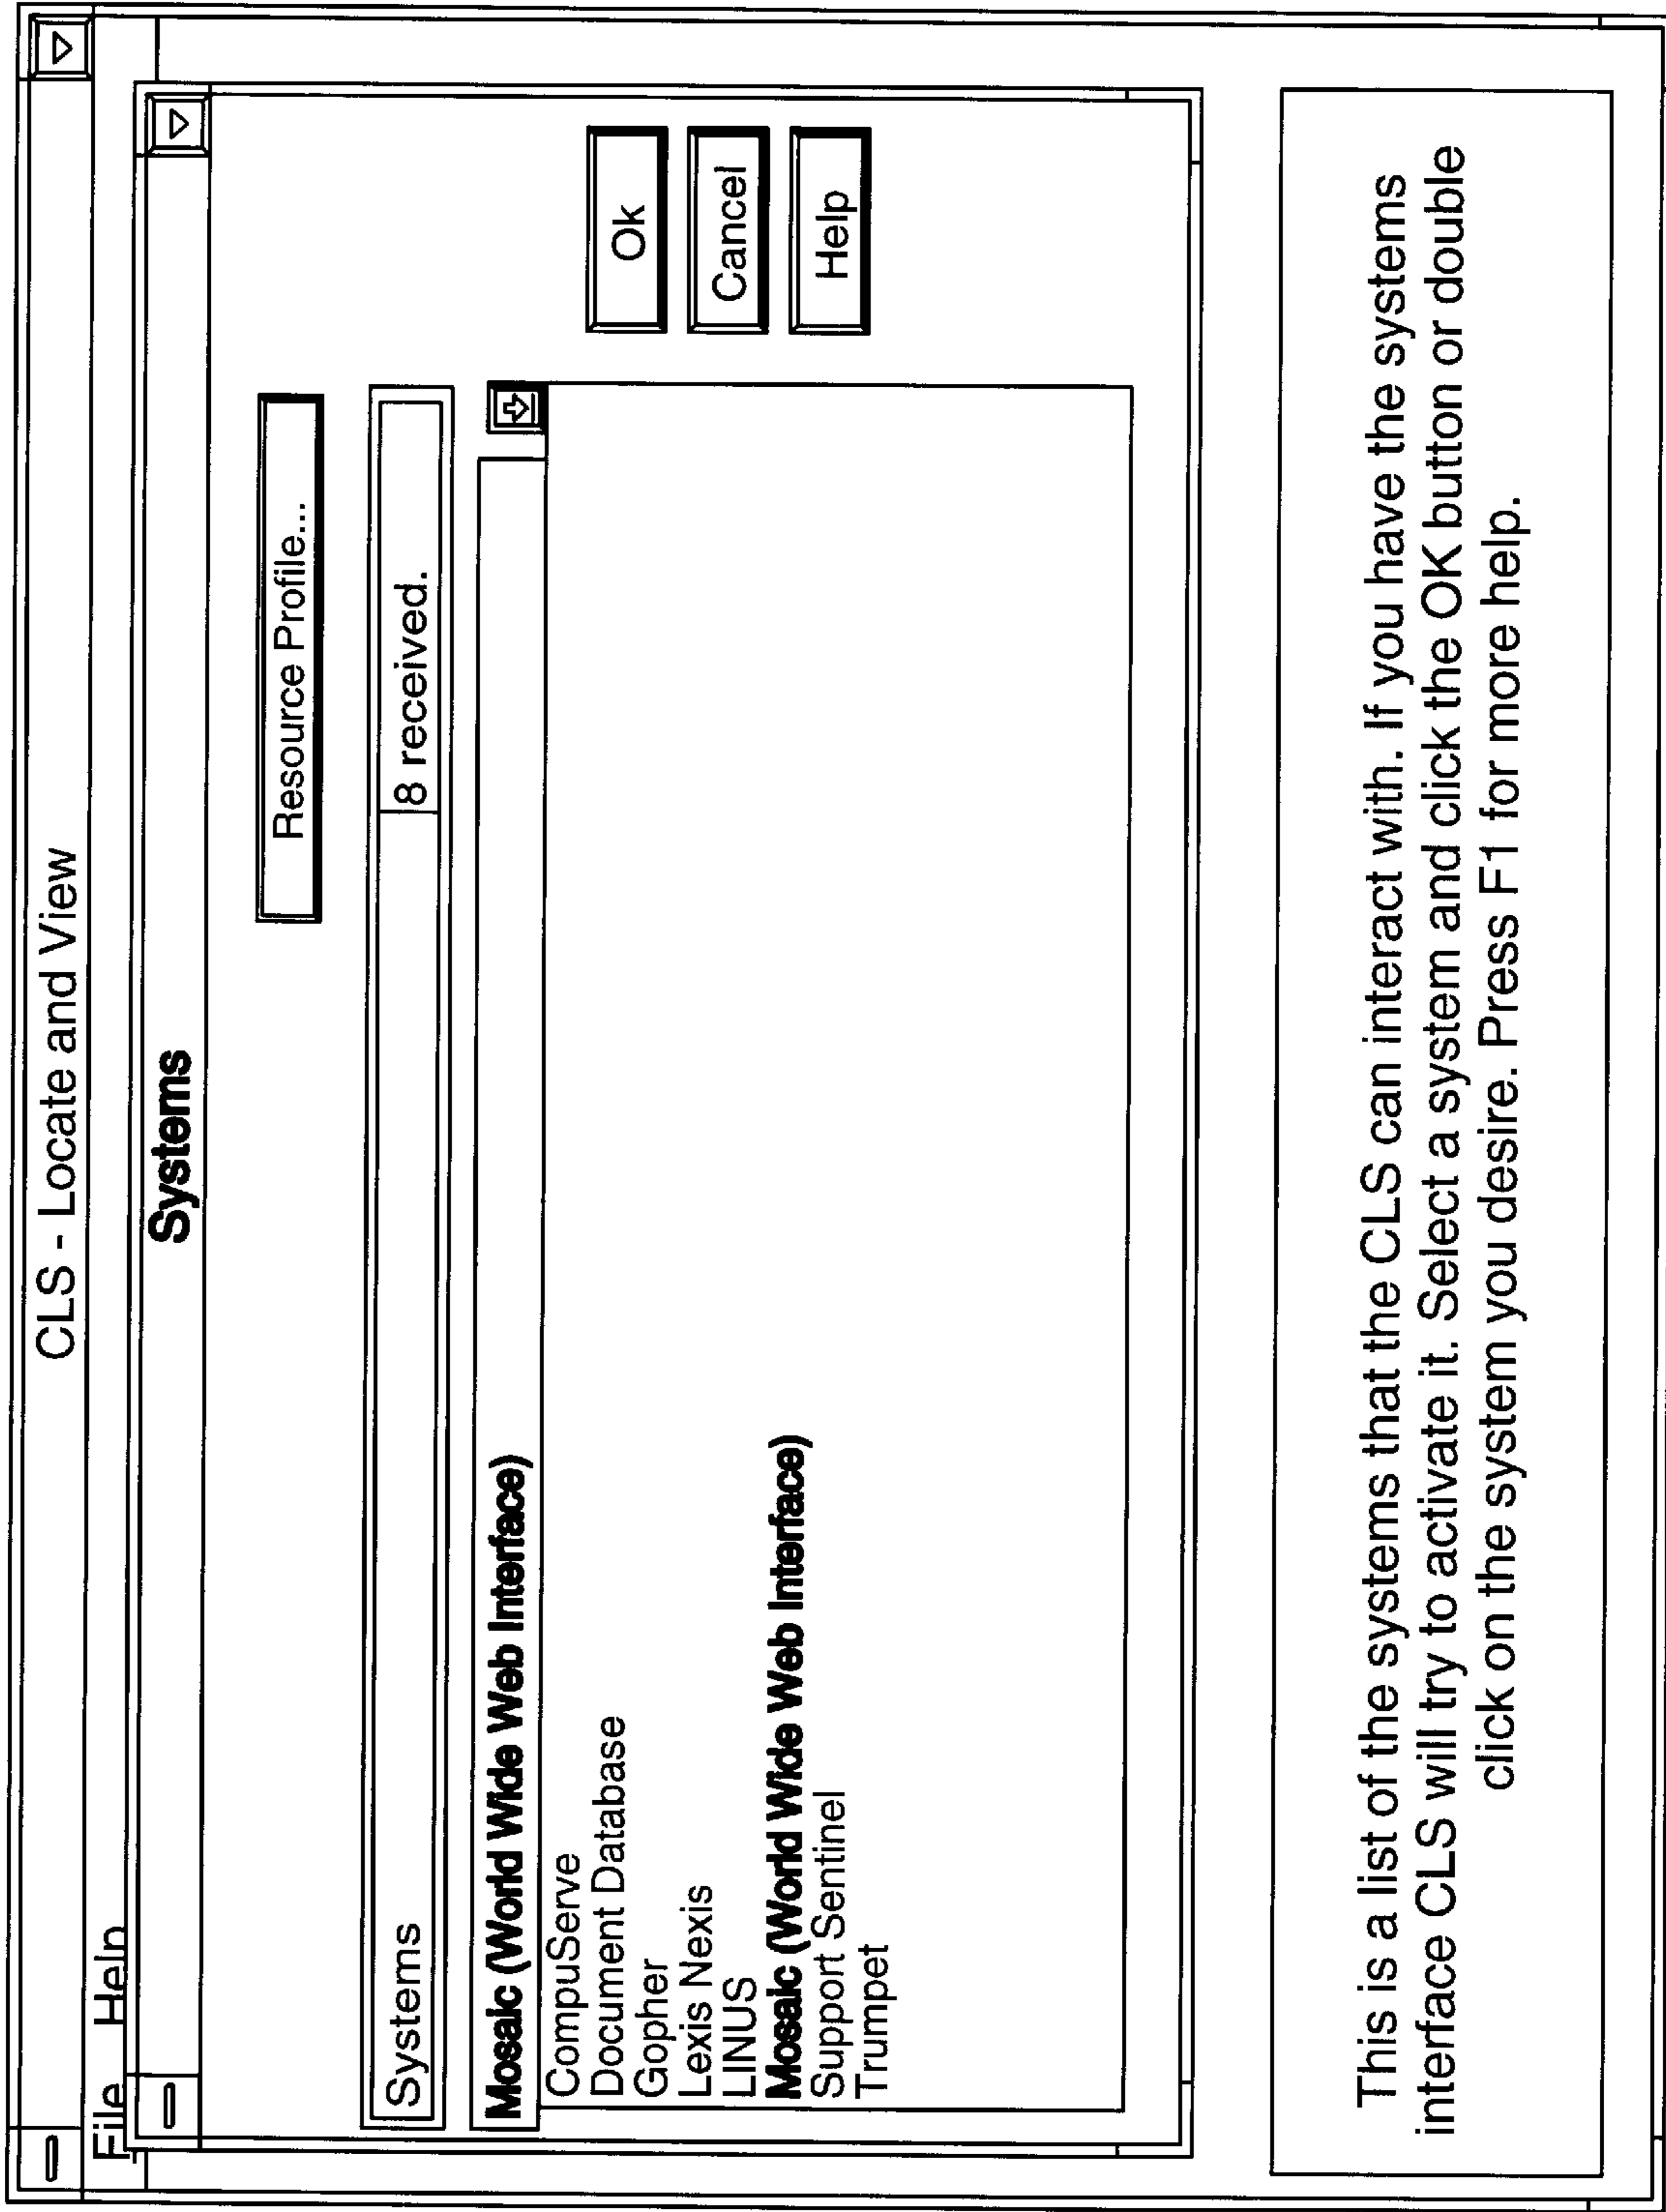 CLS - Locate and View
File Help
Systems
Resource Profile...
Systems 8 received.
Mosaic (World Wide Web Interface)
CompuServe
Document Database
Gopher
Lexis Nexis
LINUS
Mosaic (World Wide Web Interface)
Support Sentinel
Trumpet
Ok
Cancel
Help
This is a list of the systems that the CLS can interact with. If you have the systems
interface CLS will try to activate it. Select a system and click the OK button or double
click on the system you desire. Press F1 for more help.